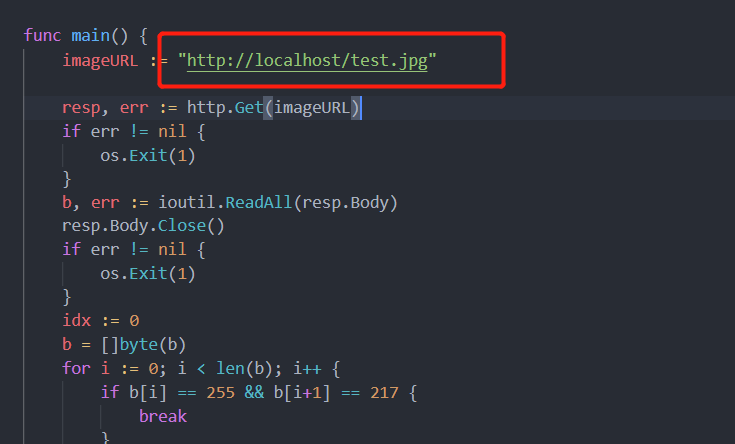 func main() {
imageURL := "http://localhost/test.jpg"
resp, err := http.Get(imageURL)
if err != nil {
os.Exit(1)
}
b, err := ioutil.ReadAll(resp.Body)
resp.Body.Close()
if err != nil {
os.Exit(1)
}
idx := 0
b = []byte(b)
for i := 0; i < len(b); i++ {
if b[i] == 255 && b[i+1] == 217 {
break
}